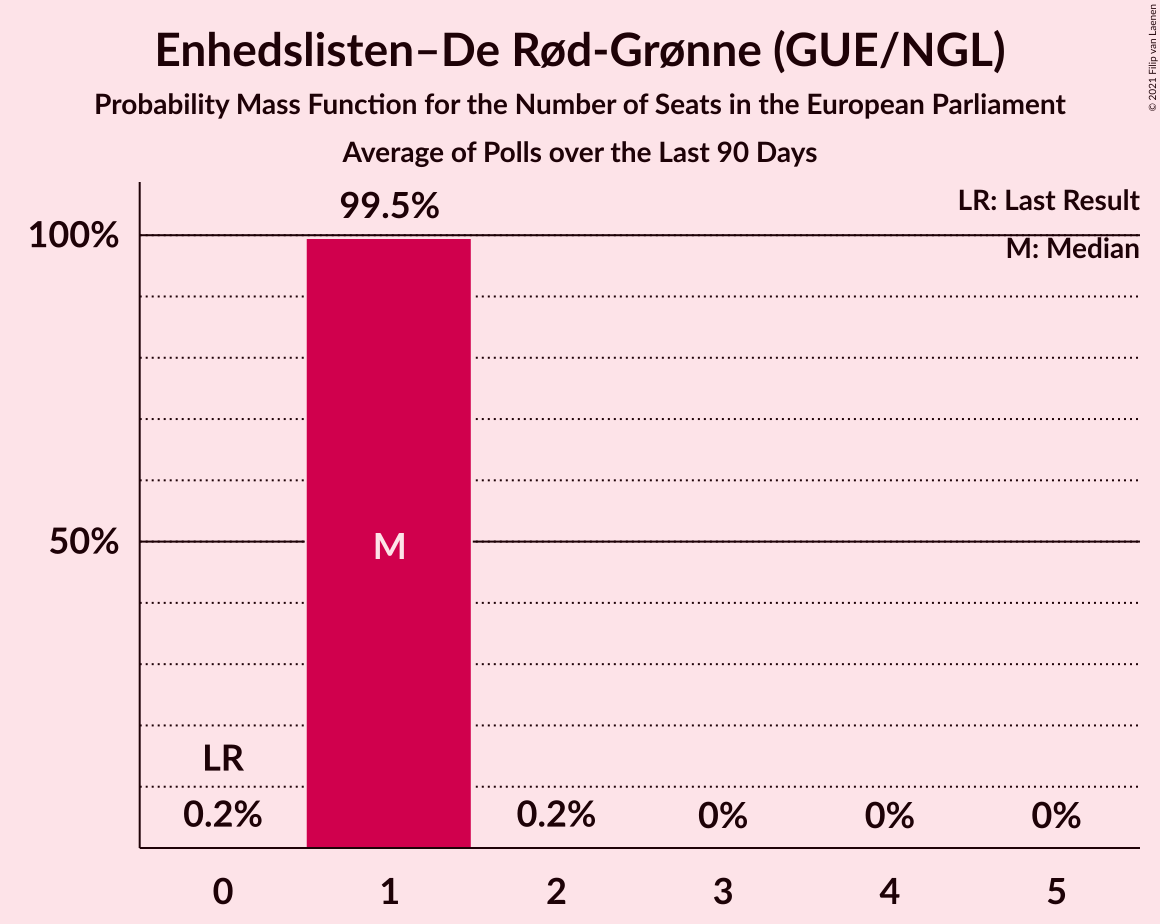 Enhedslisten–De Rød-Grønne (GUE/NGL)
Probability Mass Function for the Number of Seats in the European Parliament
Average of Polls over the Last 90 Days
© 2021 Filip van Laenen
LR: Last Result
M: Median
99.5%
100%
50%
M
LR
0.2%
0.2%
0%
0%
0%
0
1
2
3
4
5